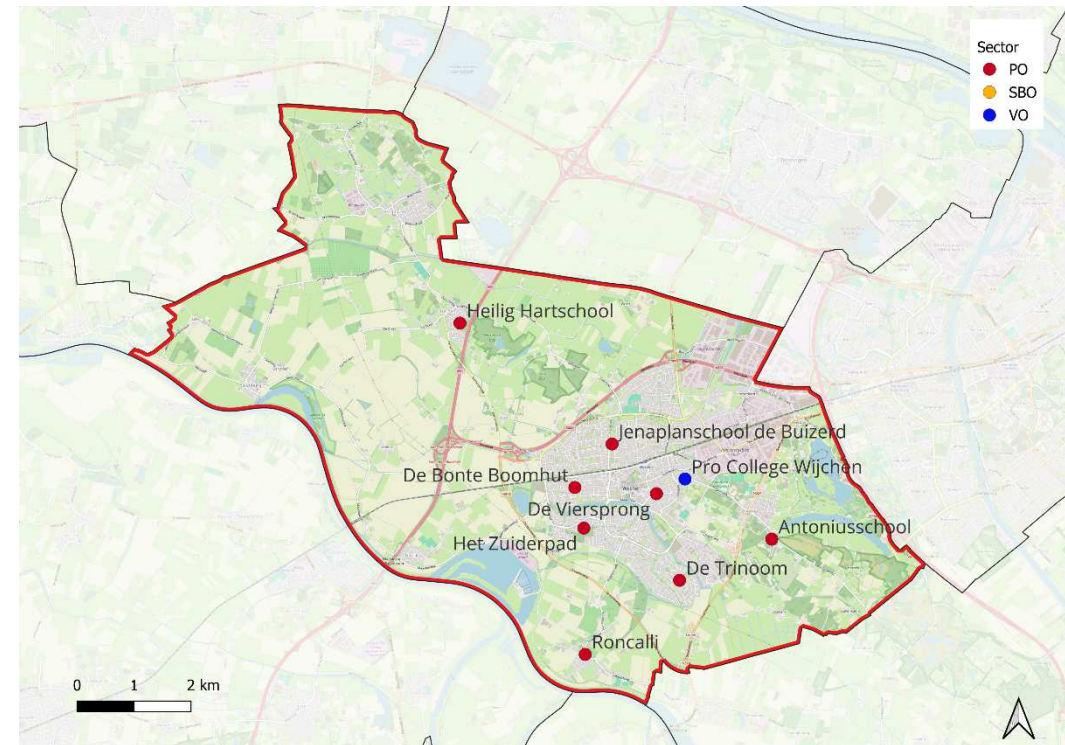 Sector
PO
SBO
VO
Heilig Hartschool
Jenaplanschool de Buizerd
Pro College Wijchen
De Bonte Boomhut
De Viersprong
Antoniusschool
Het Zuiderpad
De Trinoom
Roncalli
0 1 2 km